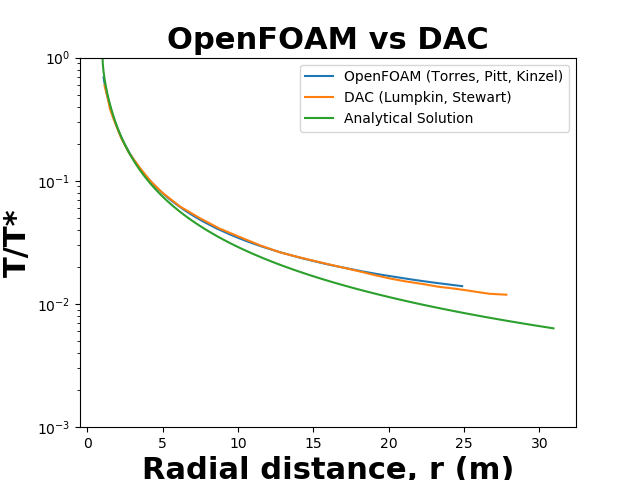 OpenFOAM vs DAC
OpenFOAM (Torres, Pitt, Kinzel)
DAC (Lumpkin, Stewart)
Analytical Solution
10⁰
10⁻¹
10⁻²
10⁻³
T/T*
0 5 10 15 20 25 30
Radial distance, r (m)